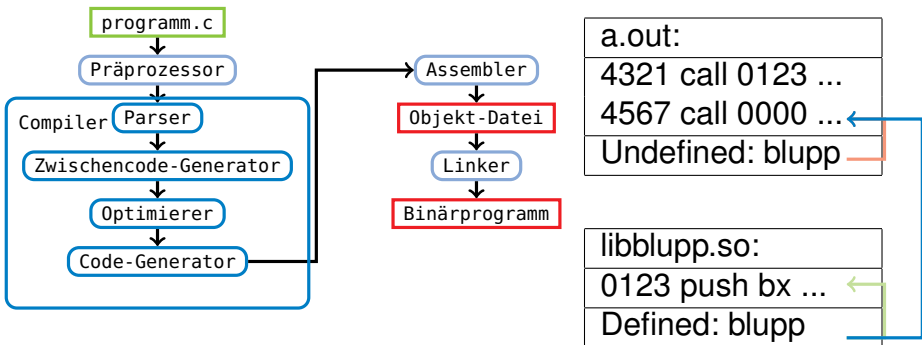 programm.c
Präprozessor
Compiler
Parser
Zwischencode-Generator
Optimierer
Code-Generator
Assembler
Objekt-Datei
Linker
Binärprogramm
a.out:
4321 call 0123 ...
4567 call 0000 ...
Undefined: blupp
libblupp.so:
0123 push bx ...
Defined: blupp